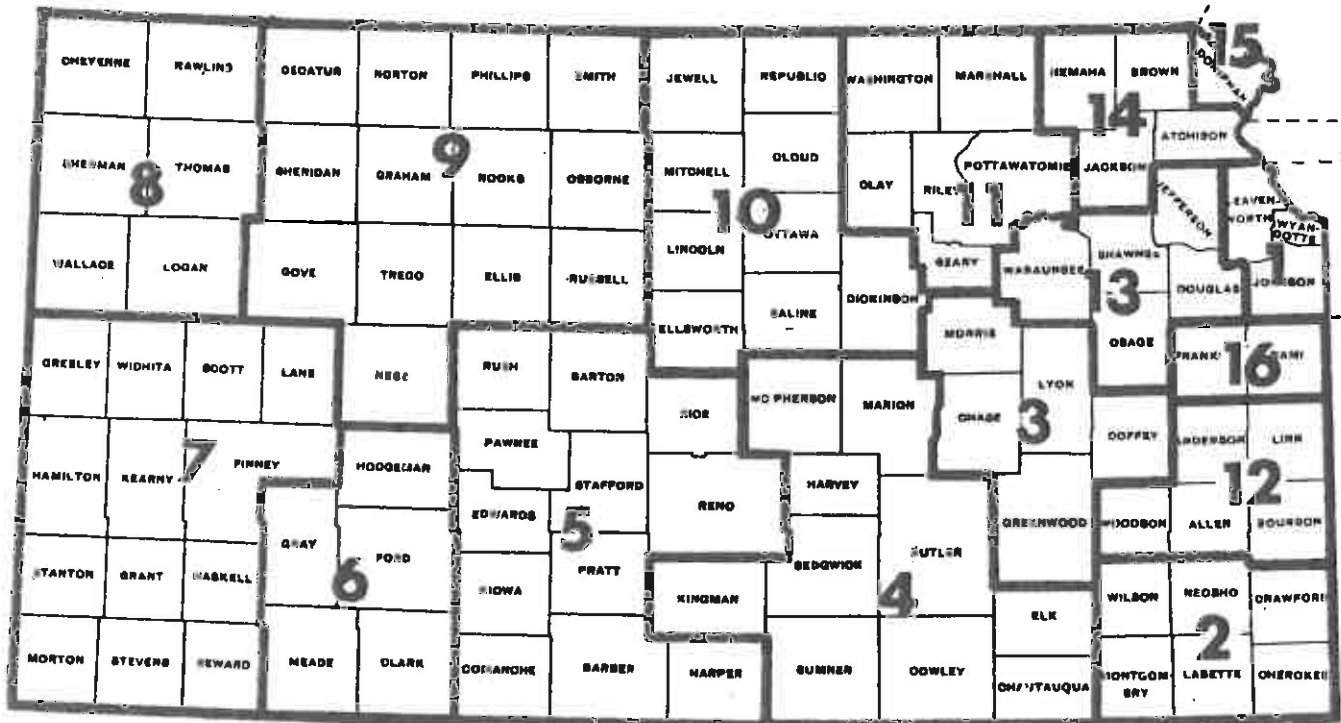 CHEYENNE RAWLINS DECATUR NORTON PHILLIPS SMITH JEWELL REPUBLIC WASHINGTON MARSHALL NEMAHA BROWN DONIPHAN 15
14
ATCHISON
SHERMAN 8 THOMAS SHERIDAN GRAHAM 9 ROOKS OSBORNE MITCHELL CLOUD CLAY RILEY POTTAWATOMIE JACKSON
11
JEFFERSON LEAVENWORTH
WYANDOTTE
10
LINCOLN OTTAWA
WALLACE LOGAN GOVE TREGO ELLIS RUSSELL GEARY WABAUNSEE SHAWNEE DOUGLAS JOHNSON 1
13
ELLSWORTH SALINE DICKINSON MORRIS OSAGE
GREELEY WICHITA SCOTT LANE NESS RUSH BARTON RICE MC PHERSON MARION CHASE LYON FRANKLIN 16 MIAMI
3
COFFEY ANDERSON LINN
HAMILTON KEARNY 7 FINNEY HODGEMAN PAWNEE STAFFORD RENO HARVEY
12
EDWARDS 5 GREENWOOD WOODSON ALLEN BOURBON
GRAY FORD
6
STANTON GRANT HASKELL KIOWA PRATT KINGMAN SEDGWICK BUTLER
4
ELK WILSON NEOSHO CRAWFORD
2
MORTON STEVENS SEWARD MEADE CLARK COMANCHE BARBER HARPER SUMNER COWLEY CHAUTAUQUA MONTGOMERY LABETTE CHEROKEE